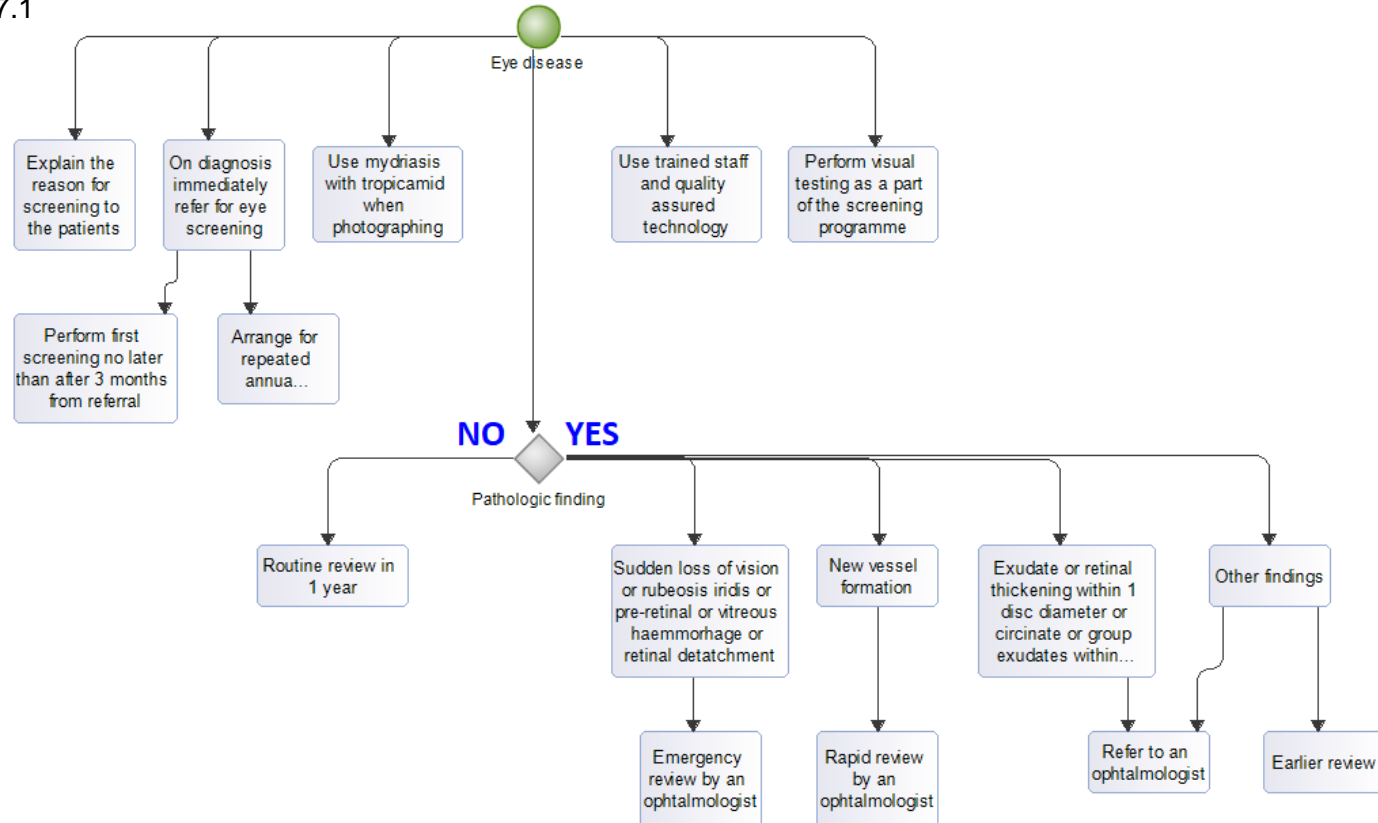 7.1
Eye disease
Explain the
reason for
screening to
the patients
On diagnosis
immediately
refer for eye
screening
Use mydriasis
with tropicamid
when
photographing
Use trained staff
and quality
assured
technology
Perform visual
testing as a part
of the screening
programme
Perform first
screening no later
than after 3 months
from referral
Arrange for
repeated
annua...
NO
YES
Pathologic finding
Routine review in
1 year
Sudden loss of vision
or rubeosis iridis or
pre-retinal or vitreous
haemmorhage or
retinal detatchment
New vessel
formation
Exudate or retinal
thickening within 1
disc diameter or
circinate or group
exudates within...
Other findings
Emergency
review by an
ophtalmologist
Rapid review
by an
ophtalmologist
Refer to an
ophtalmologist
Earlier review